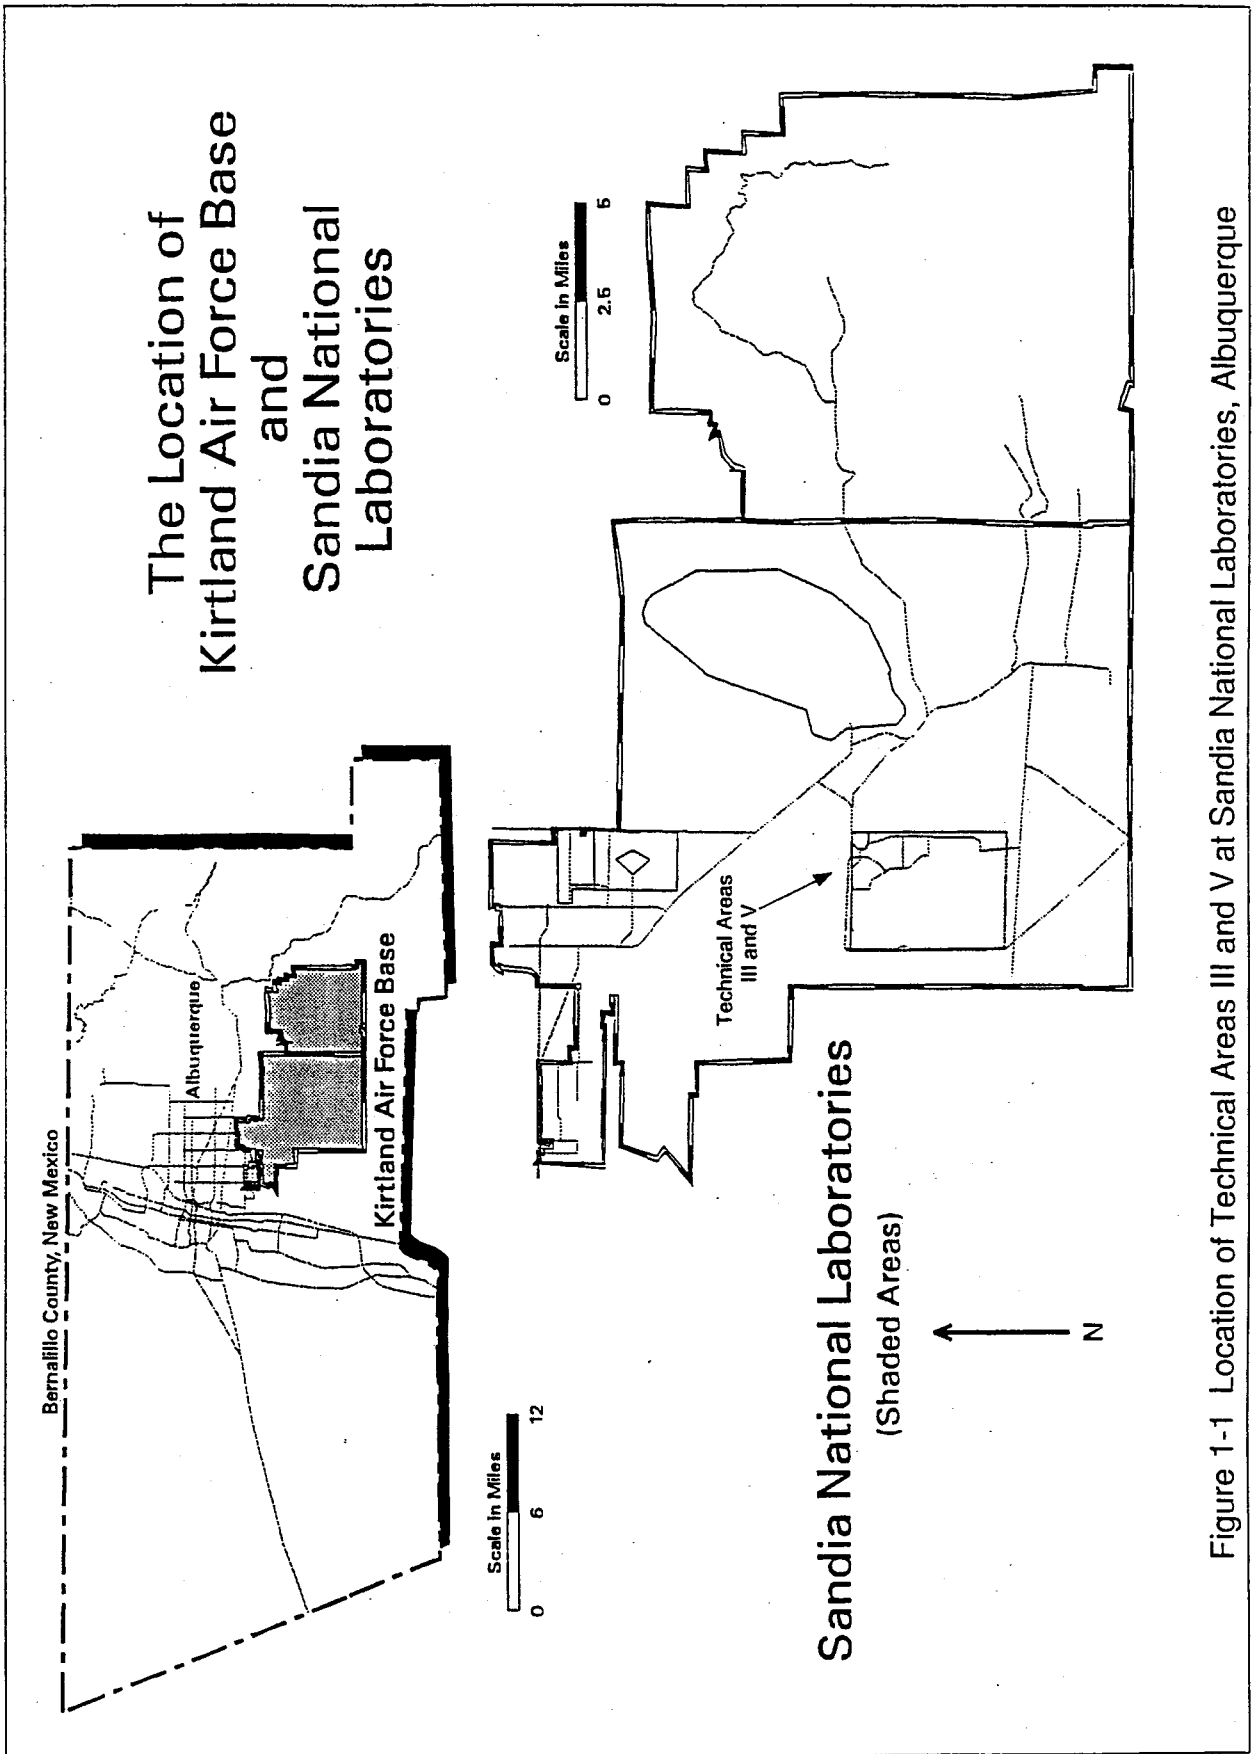 The Location of
Kirtland Air Force Base
and
Sandia National
Laboratories
Bernalillo County, New Mexico
Albuquerque
Kirtland Air Force Base
Scale in Miles
0 6 12
Scale in Miles
0 2.5 5
Technical Areas
III and V
Sandia National Laboratories
(Shaded Areas)
N
Figure 1-1 Location of Technical Areas III and V at Sandia National Laboratories, Albuquerque